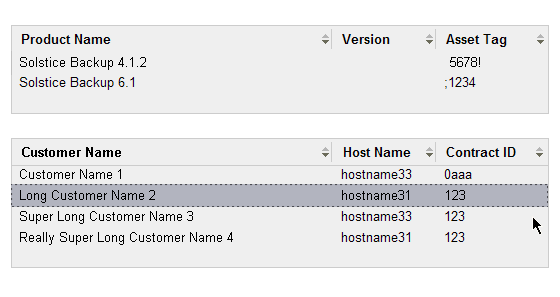 Product Name Version Asset Tag
Solstice Backup 4.1.2 5678!
Solstice Backup 6.1 ;1234
Customer Name Host Name Contract ID
Customer Name 1 hostname33 0aaa
Long Customer Name 2 hostname31 123
Super Long Customer Name 3 hostname33 123
Really Super Long Customer Name 4 hostname31 123